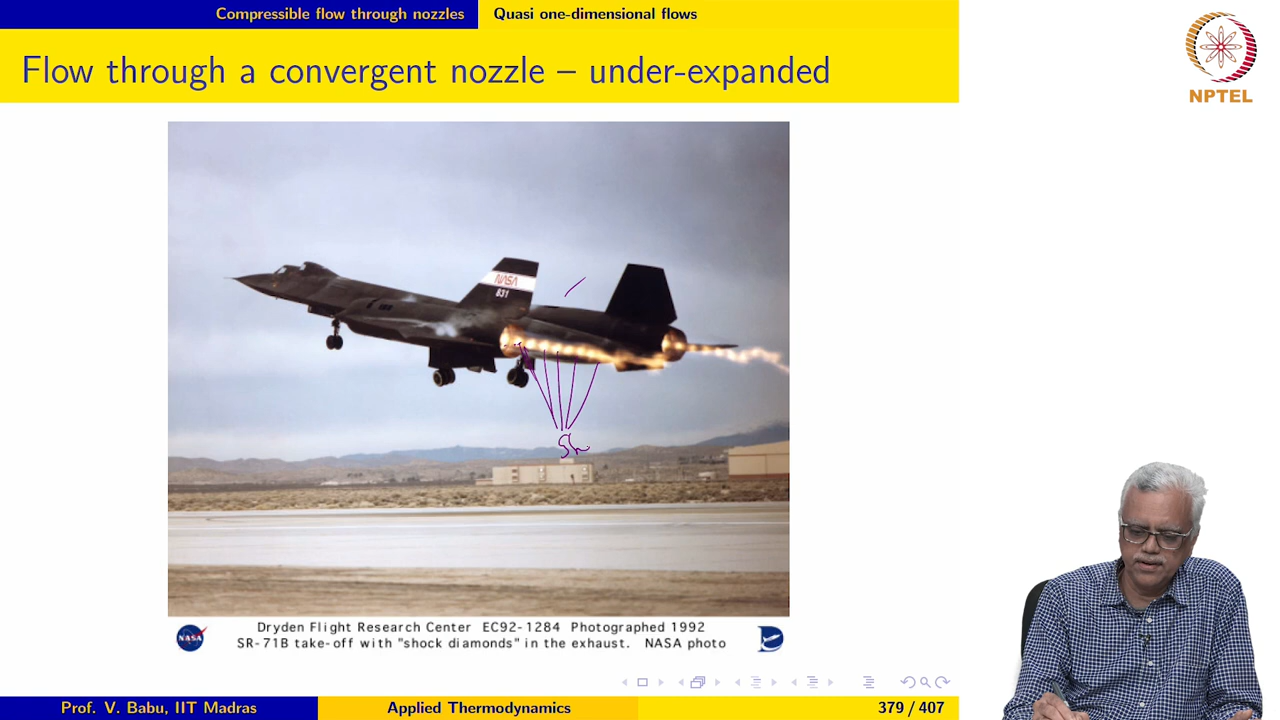 Compressible flow through nozzles
Quasi one-dimensional flows
Flow through a convergent nozzle – under-expanded
NPTEL
NASA
831
Sh
Dryden Flight Research Center EC92-1284 Photographed 1992
NASA
SR-71B take-off with "shock diamonds" in the exhaust. NASA photo
Prof. V. Babu, IIT Madras
Applied Thermodynamics
379 / 407